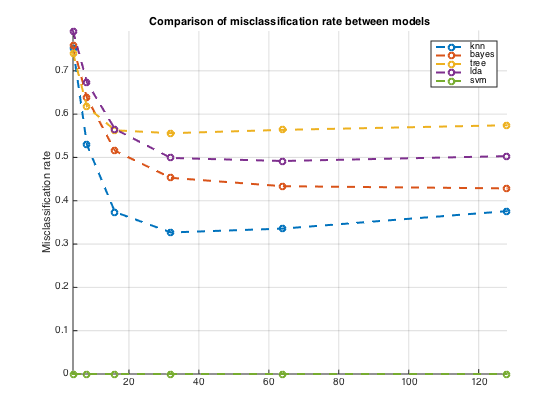 Comparison of misclassification rate between models
knn
bayes
tree
lda
svm
Misclassification rate
0.7
0.6
0.5
0.4
0.3
0.2
0.1
0
20
40
60
80
100
120